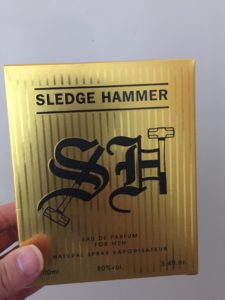 SLEDGE HAMMER
SH
EAU DE PARFUM
FOR MEN
NATURAL SPRAY VAPORISATEUR
80%vol.